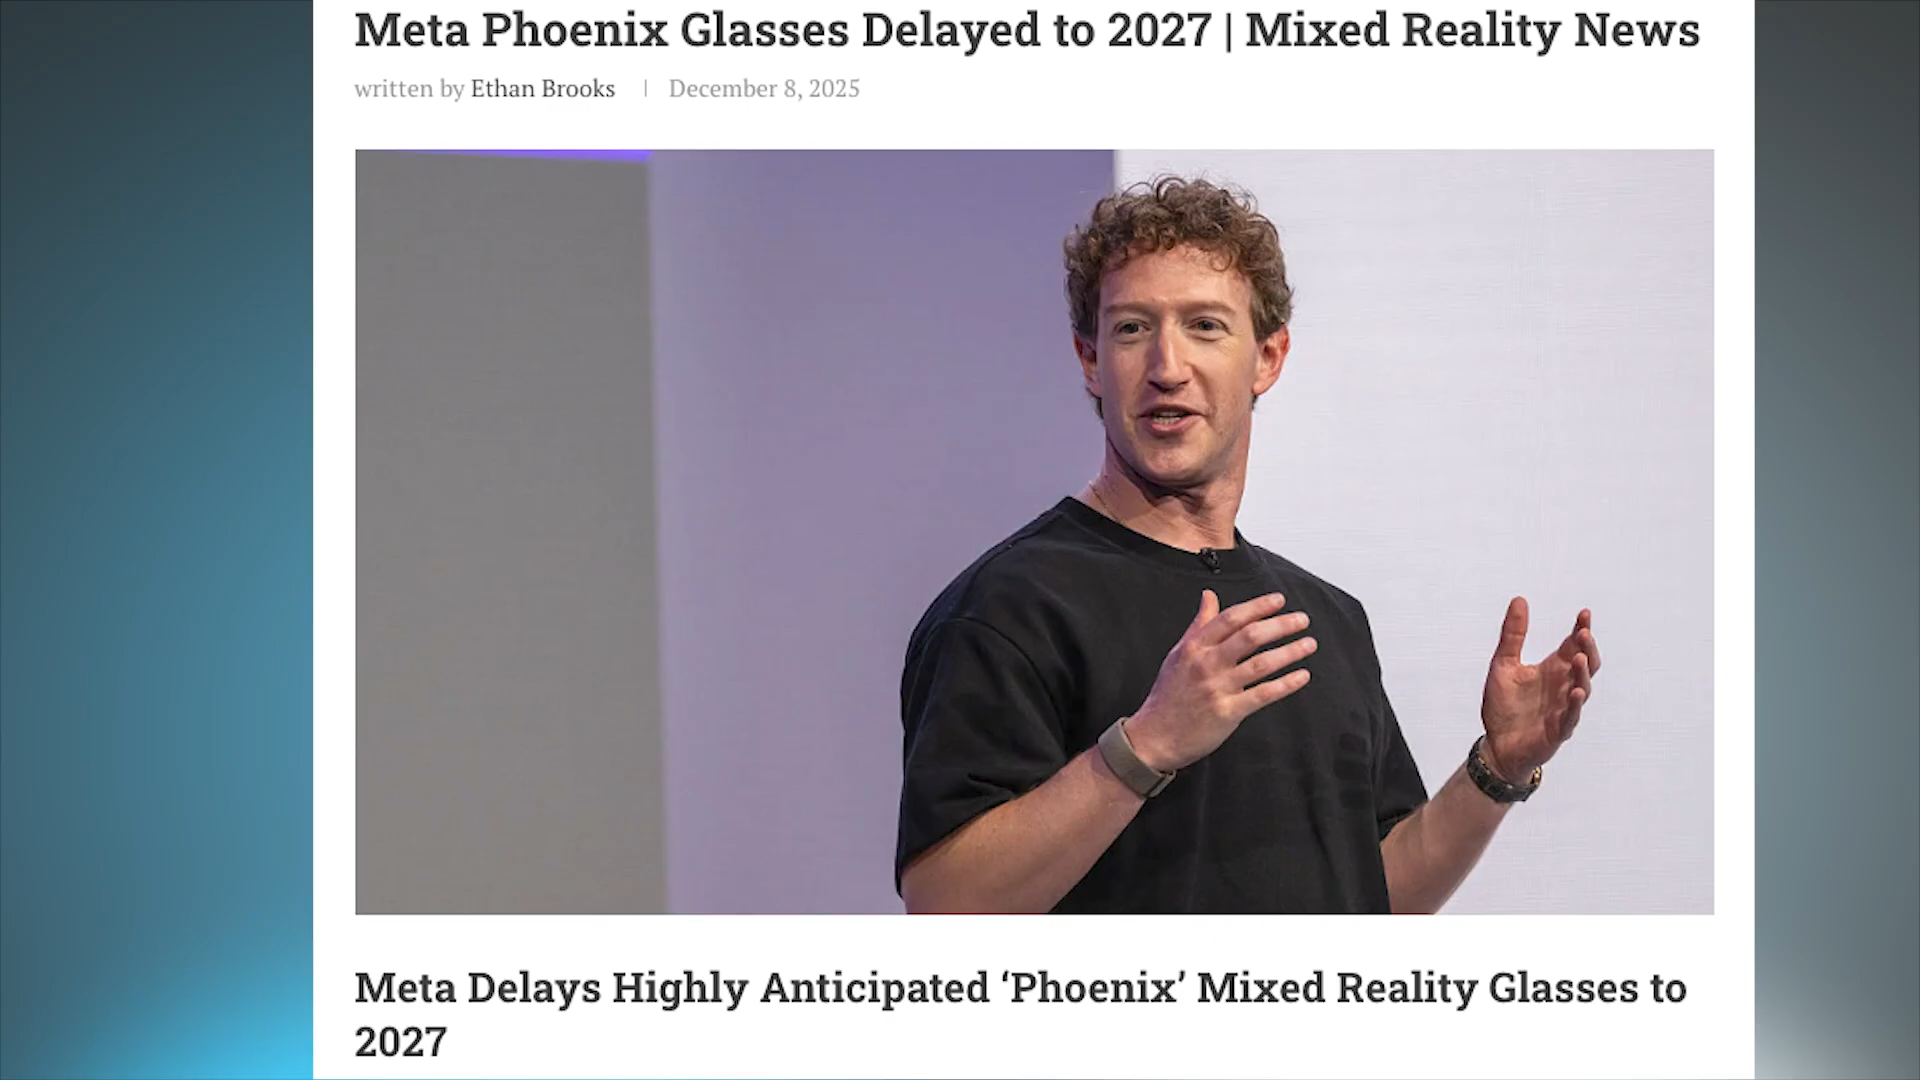 Meta Phoenix Glasses Delayed to 2027 | Mixed Reality News
written by Ethan Brooks | December 8, 2025
Meta Delays Highly Anticipated ‘Phoenix’ Mixed Reality Glasses to
2027